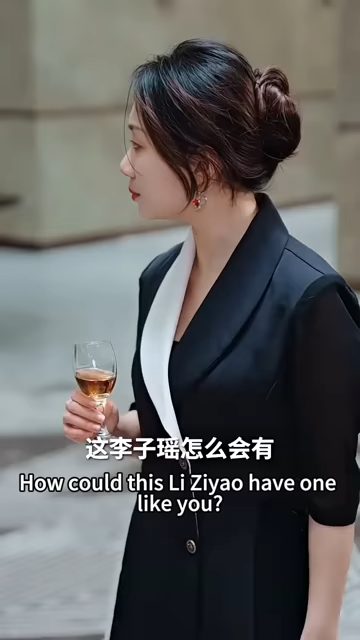 这李子瑶怎么会有
How could this Li Ziyao have one
like you?